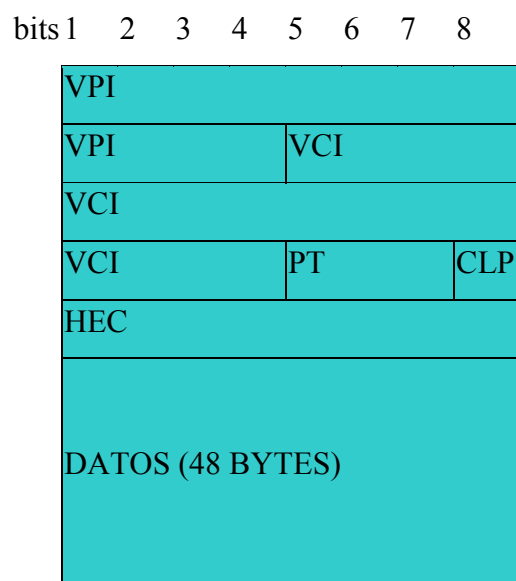 bits 1 2 3 4 5 6 7 8
VPI
VPI VCI
VCI
VCI PT CLP
HEC
DATOS (48 BYTES)